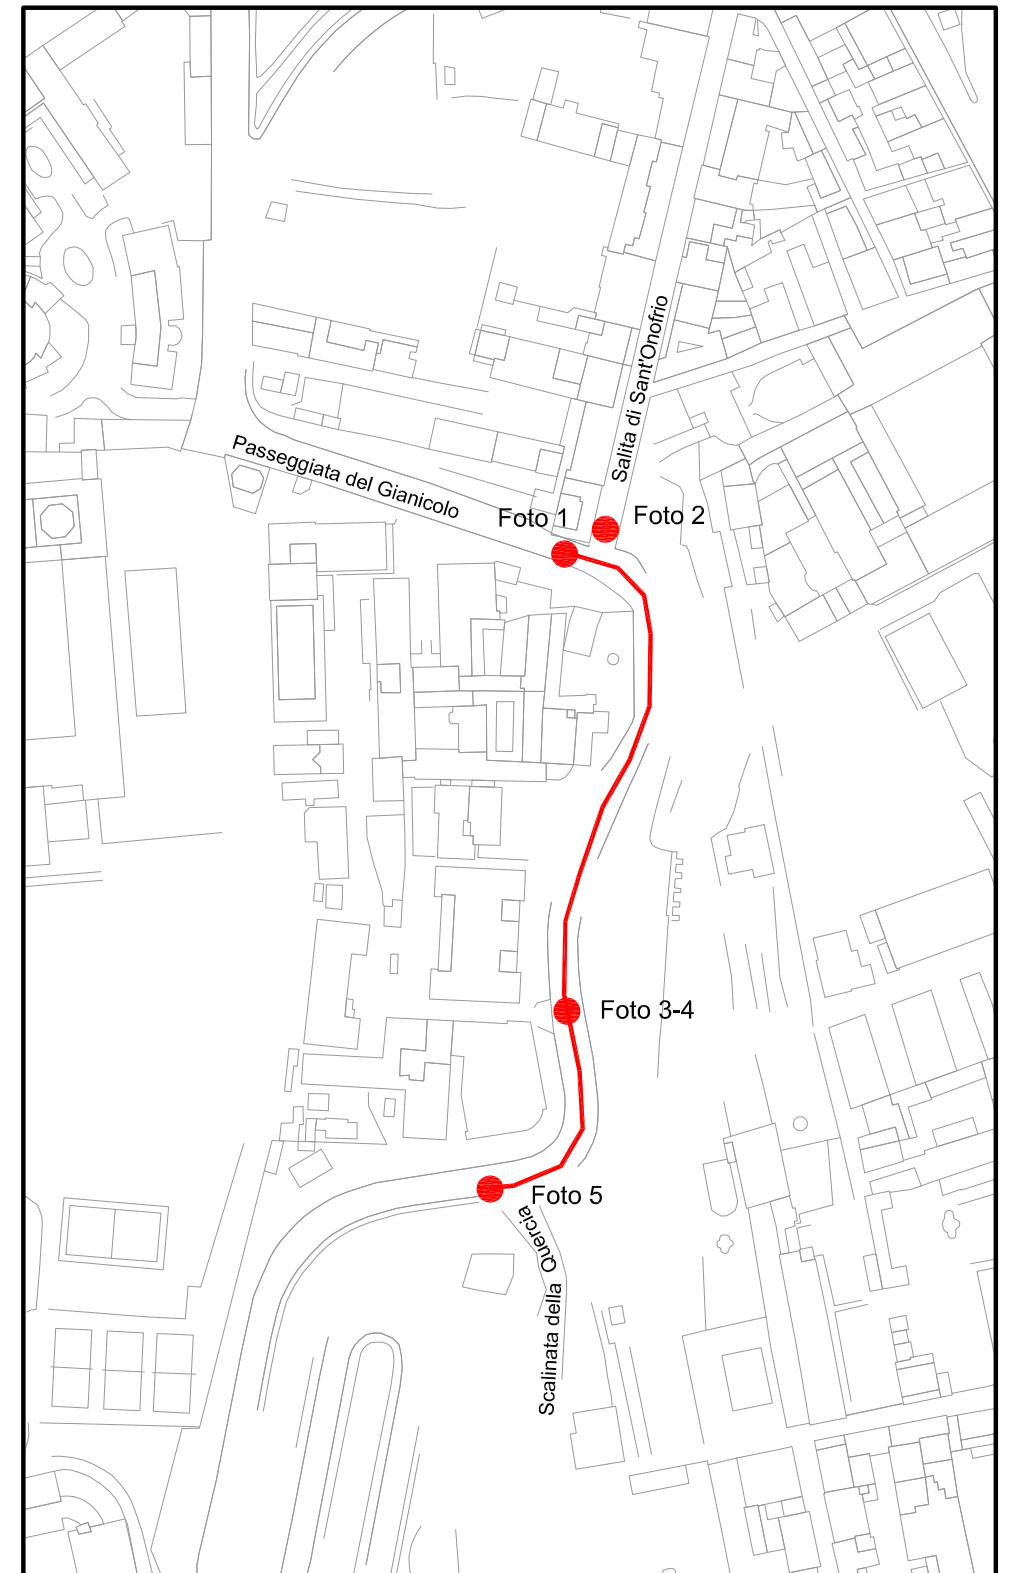 Salita di Sant'Onofrio
Passeggiata del Gianicolo
Foto 1
Foto 2
Foto 3-4
Foto 5
Scalinata della Quercia